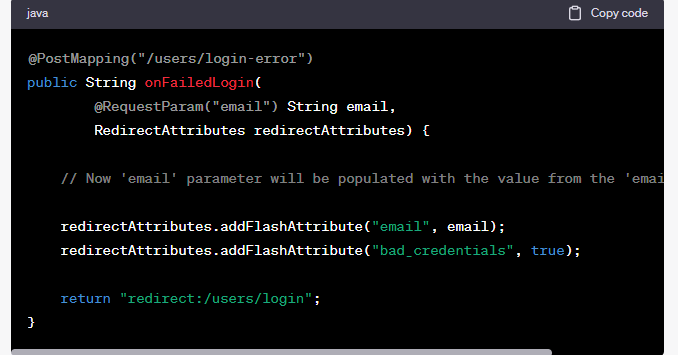 java
Copy code
@PostMapping("/users/login-error")
public String onFailedLogin(
@RequestParam("email") String email,
RedirectAttributes redirectAttributes) {
// Now 'email' parameter will be populated with the value from the 'emai
redirectAttributes.addFlashAttribute("email", email);
redirectAttributes.addFlashAttribute("bad_credentials", true);
return "redirect:/users/login";
}